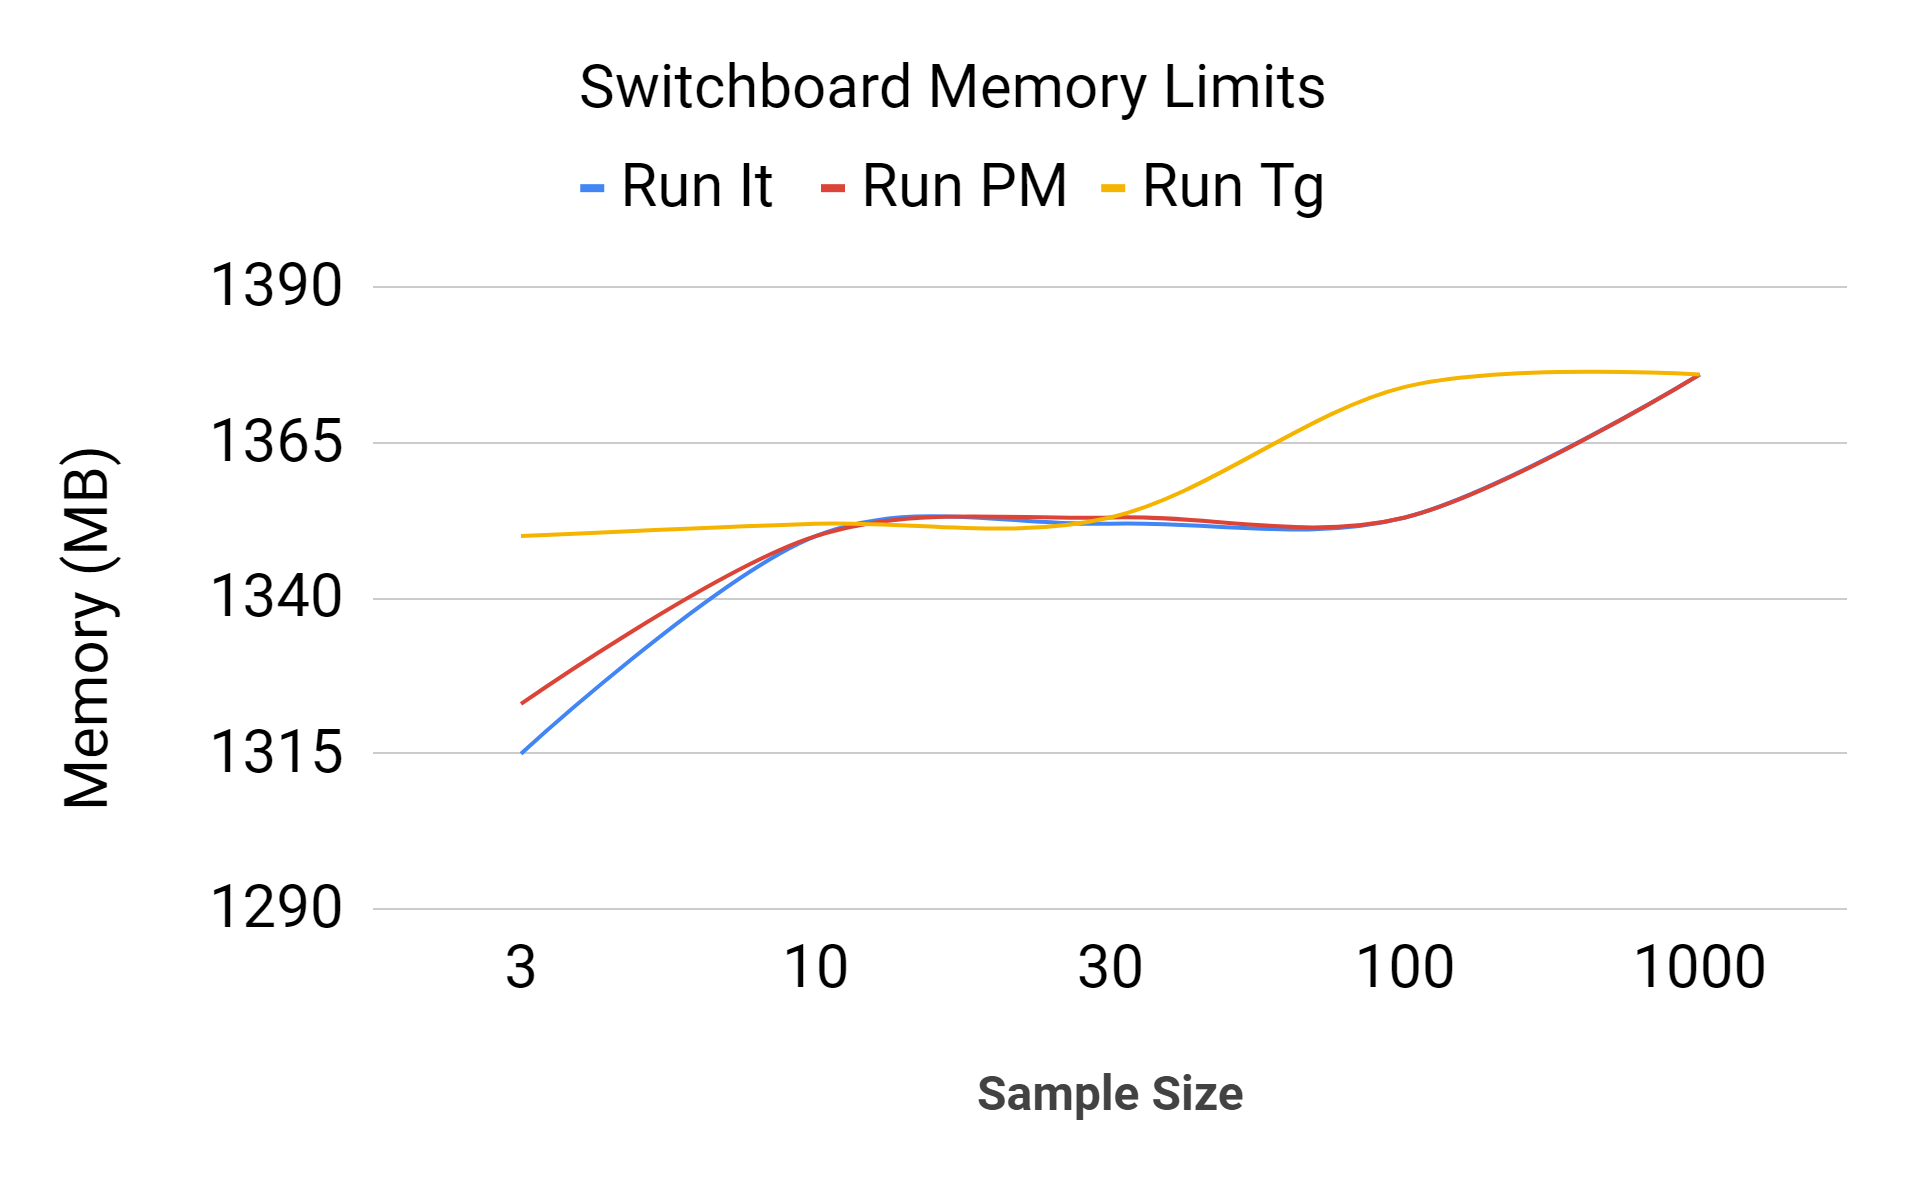 Switchboard Memory Limits
Run It Run PM Run Tg
1390
1365
1340
1315
1290
Memory (MB)
3 10 30 100 1000
Sample Size